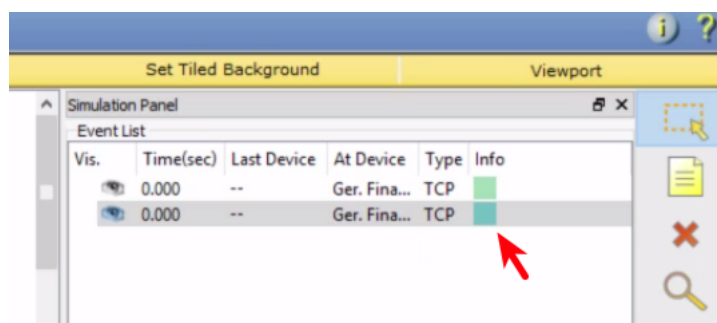 i ?
Set Tiled Background Viewport
Simulation Panel
Event List
Vis. Time(sec) Last Device At Device Type Info
0.000 -- Ger. Fina... TCP
0.000 -- Ger. Fina... TCP